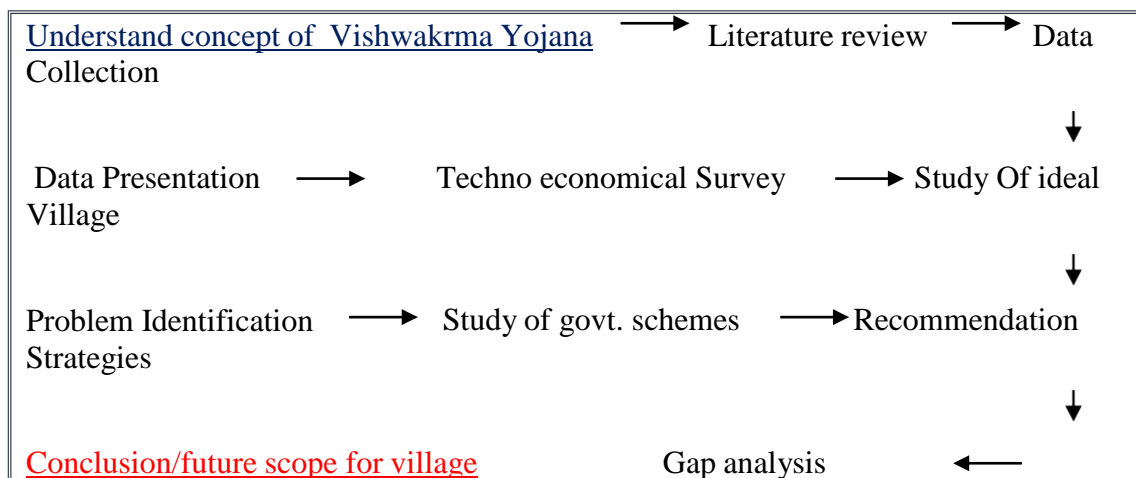 Understand concept of Vishwakrma Yojana Literature review Data
Collection
Data Presentation Techno economical Survey Study Of ideal
Village
Problem Identification Study of govt. schemes Recommendation
Strategies
Conclusion/future scope for village Gap analysis